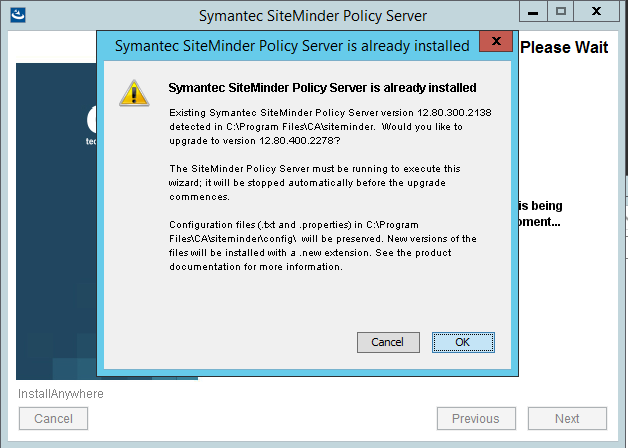 Symantec SiteMinder Policy Server
Symantec SiteMinder Policy Server is already installed
Please Wait
Symantec SiteMinder Policy Server is already installed
Existing Symantec SiteMinder Policy Server version 12.80.300.2138
detected in C:\Program Files\CA\siteminder. Would you like to
upgrade to version 12.80.400.2278?
The SiteMinder Policy Server must be running to execute this
wizard; it will be stopped automatically before the upgrade
commences.
Configuration files (.txt and .properties) in C:\Program
Files\CA\siteminder\config\ will be preserved. New versions of the
files will be installed with a .new extension. See the product
documentation for more information.
is being
Cancel
OK
InstallAnywhere
Cancel
Previous
Next